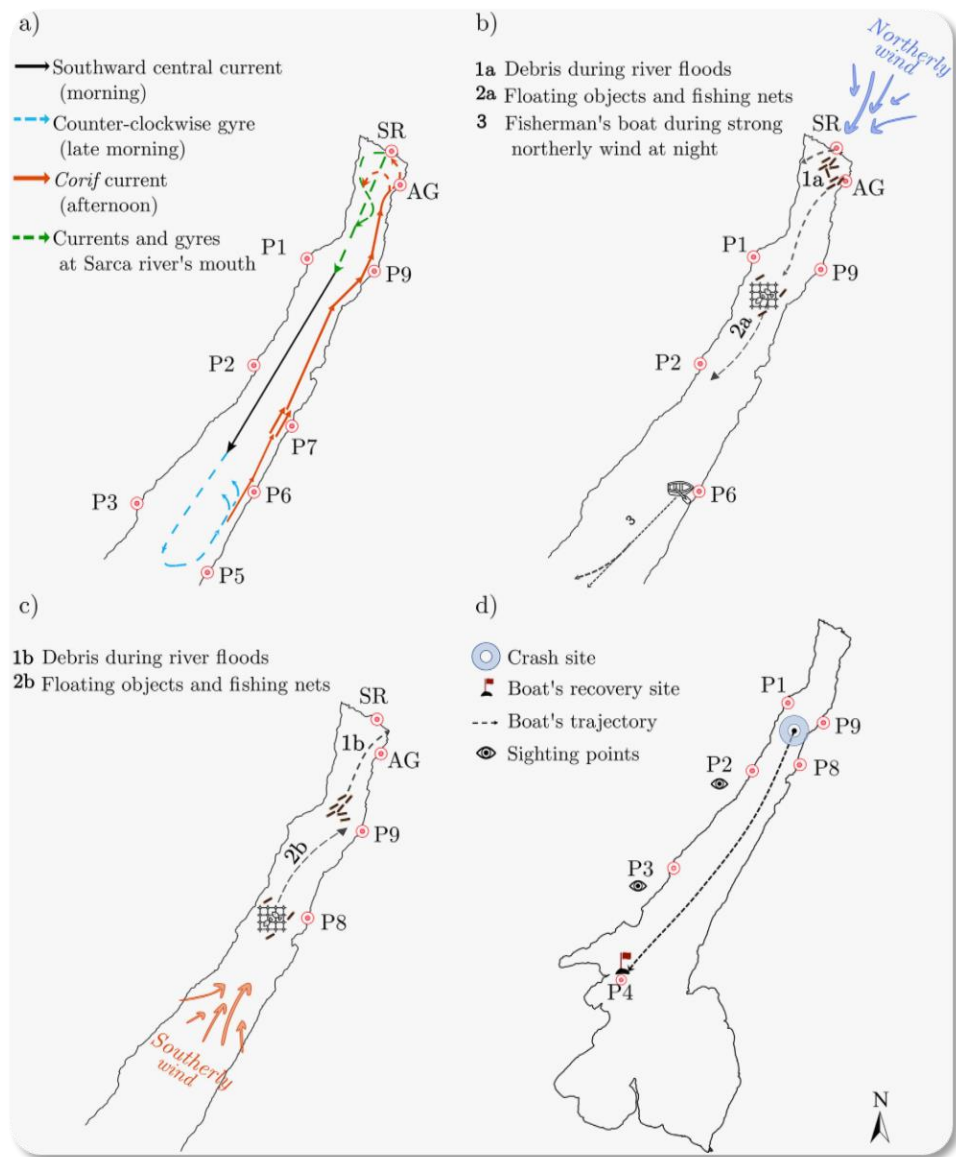 a)
Southward central current
(morning)
Counter-clockwise gyre
(late morning)
Corif current
(afternoon)
Currents and gyres
at Sarca river's mouth
SR
AG
P1
P9
P2
P7
P3
P6
P5
b)
Northerly
wind
1a Debris during river floods
2a Floating objects and fishing nets
3 Fisherman's boat during strong
northerly wind at night
SR
1a
AG
P1
P9
2a
P2
P6
3
c)
1b Debris during river floods
2b Floating objects and fishing nets
SR
1b
AG
P9
2b
P8
Southerly
wind
d)
Crash site
Boat's recovery site
Boat's trajectory
Sighting points
P1
P9
P2
P8
P3
P4
N